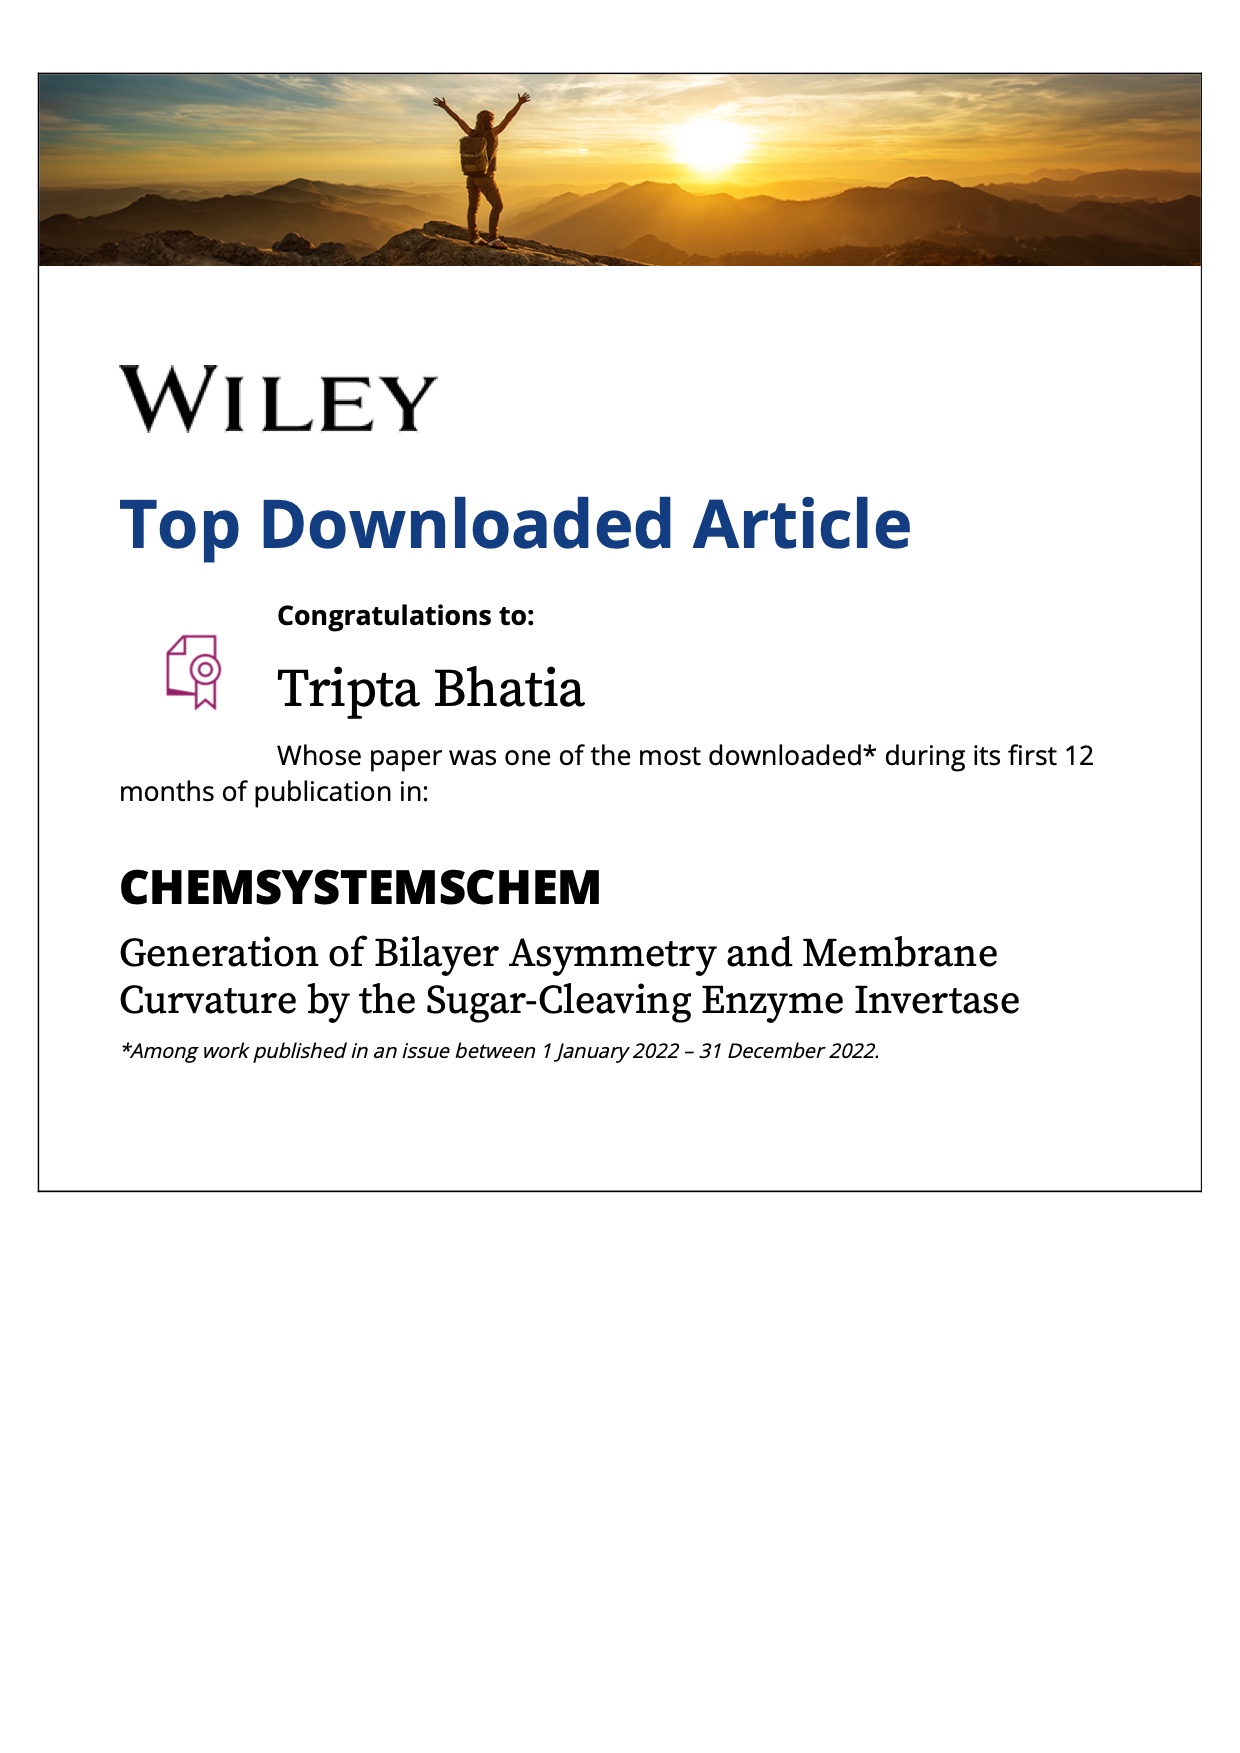 WILEY
Top Downloaded Article
Congratulations to:
Tripta Bhatia
Whose paper was one of the most downloaded* during its first 12
months of publication in:
CHEMSYSTEMSCHEM
Generation of Bilayer Asymmetry and Membrane
Curvature by the Sugar-Cleaving Enzyme Invertase
*Among work published in an issue between 1 January 2022 – 31 December 2022.